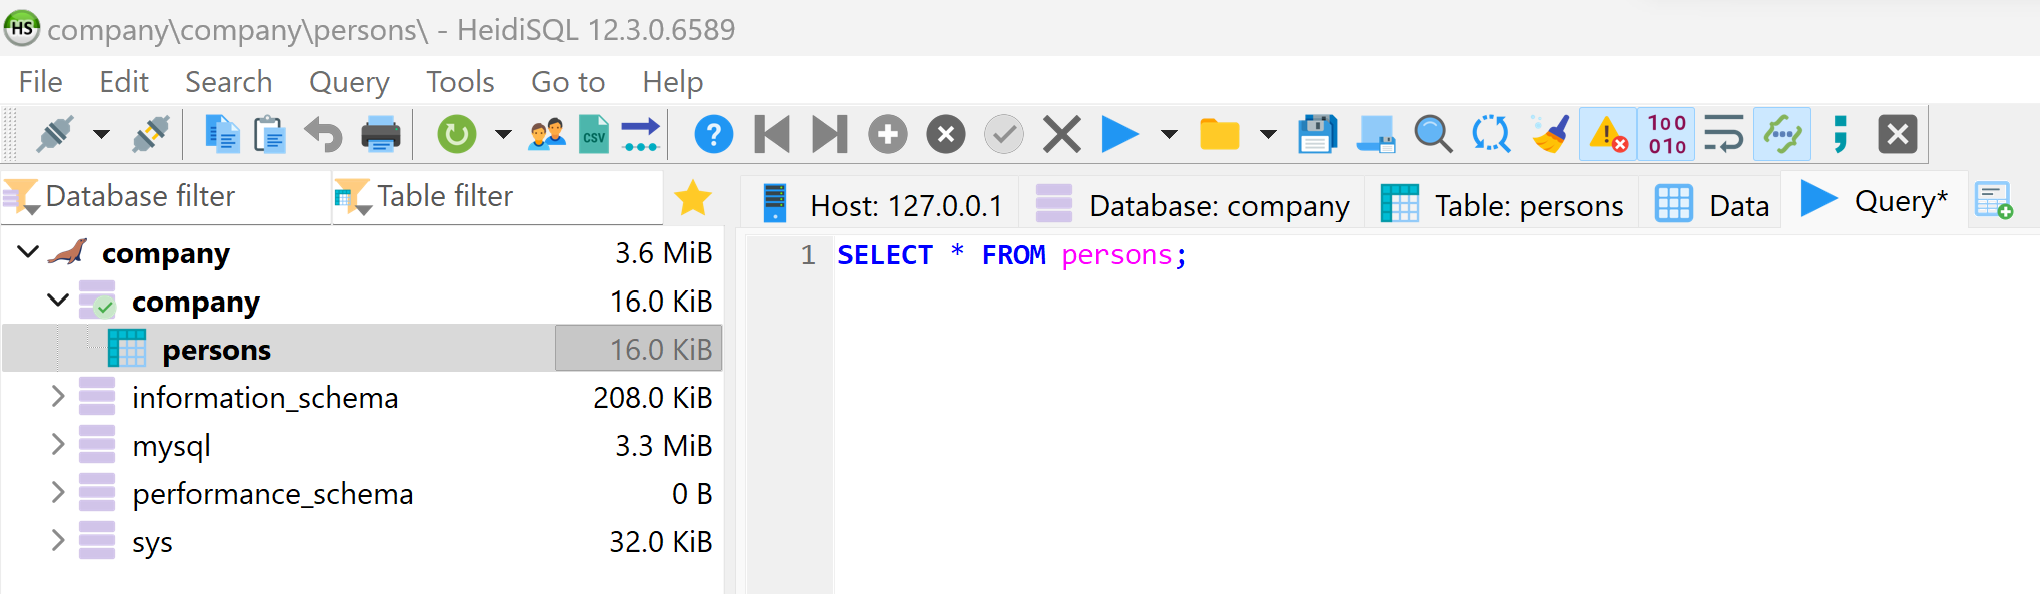 HS company\company\persons\ - HeidiSQL 12.3.0.6589
File Edit Search Query Tools Go to Help
CSV ? 100 010 ;
Database filter Table filter Host: 127.0.0.1 Database: company Table: persons Data Query*
company 3.6 MiB
company 16.0 KiB
persons 16.0 KiB
information_schema 208.0 KiB
mysql 3.3 MiB
performance_schema 0 B
sys 32.0 KiB
1 SELECT * FROM persons;